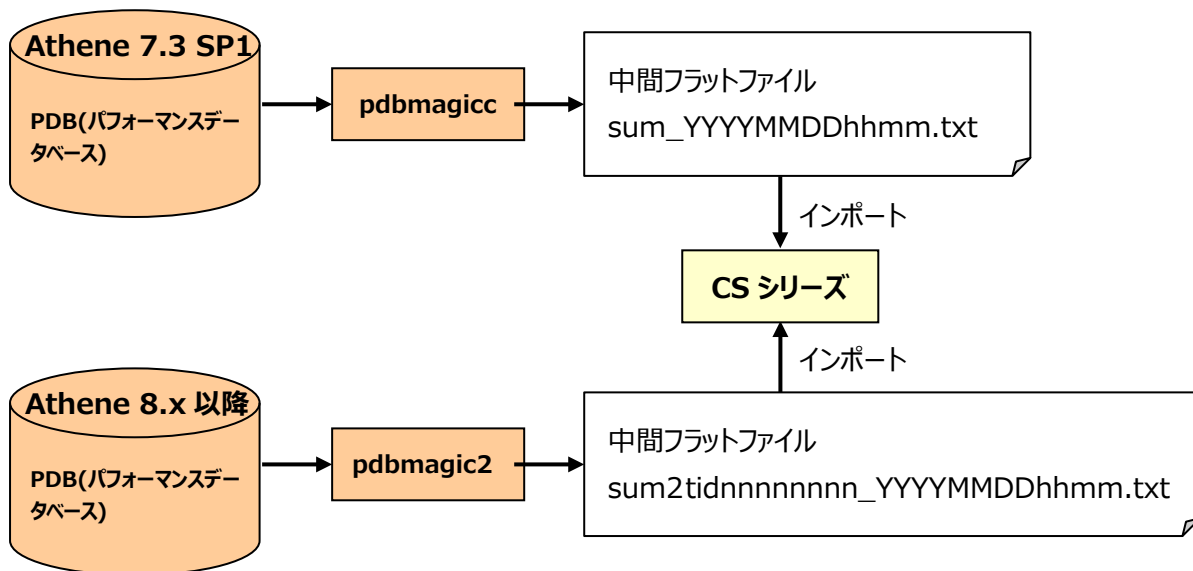 Athene 7.3 SP1
PDB(パフォーマンスデー
タベース)
pdbmagicc
中間フラットファイル
sum_YYYYMMDDhhmm.txt
インポート
CS シリーズ
インポート
Athene 8.x 以降
PDB(パフォーマンスデー
タベース)
pdbmagic2
中間フラットファイル
sum2tidnnnnnnnnn_YYYYMMDDhhmm.txt